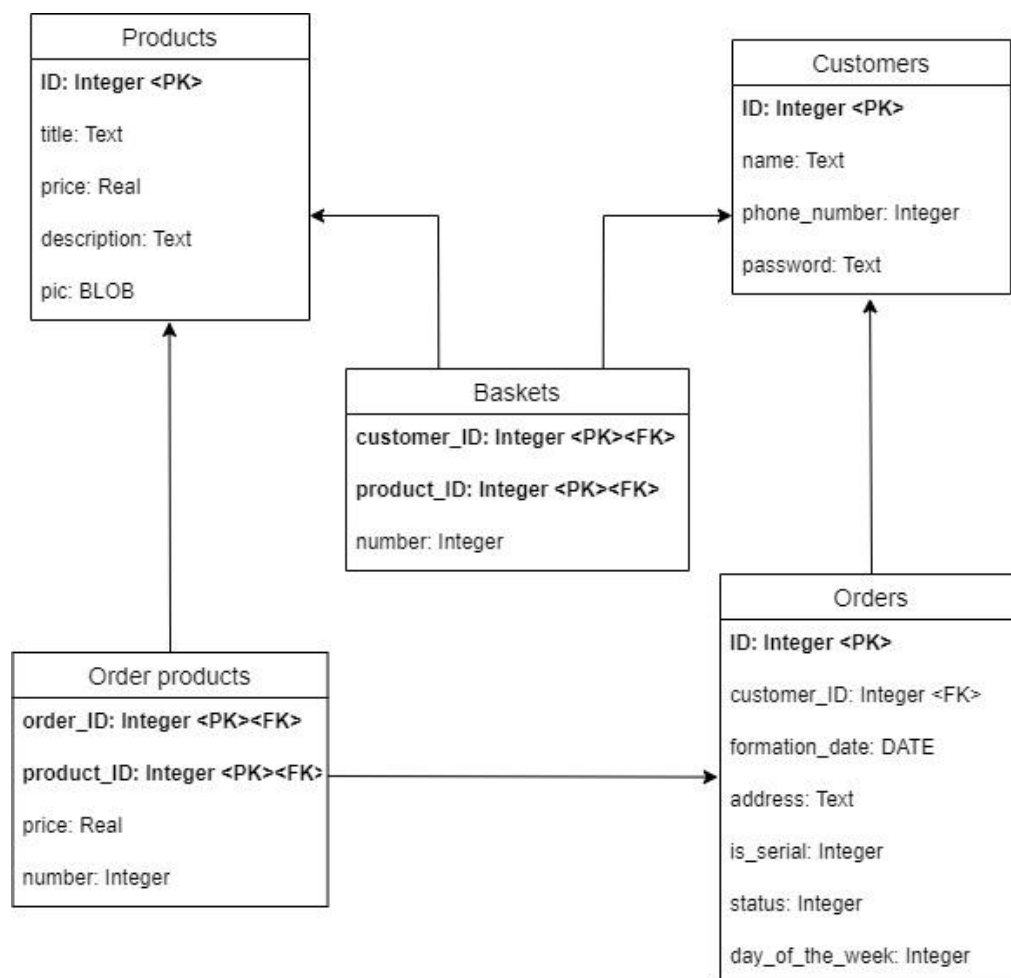 Products
ID: Integer <PK>
title: Text
price: Real
description: Text
pic: BLOB
Customers
ID: Integer <PK>
name: Text
phone_number: Integer
password: Text
Baskets
customer_ID: Integer <PK><FK>
product_ID: Integer <PK><FK>
number: Integer
Order products
order_ID: Integer <PK><FK>
product_ID: Integer <PK><FK>
price: Real
number: Integer
Orders
ID: Integer <PK>
customer_ID: Integer <FK>
formation_date: DATE
address: Text
is_serial: Integer
status: Integer
day_of_the_week: Integer